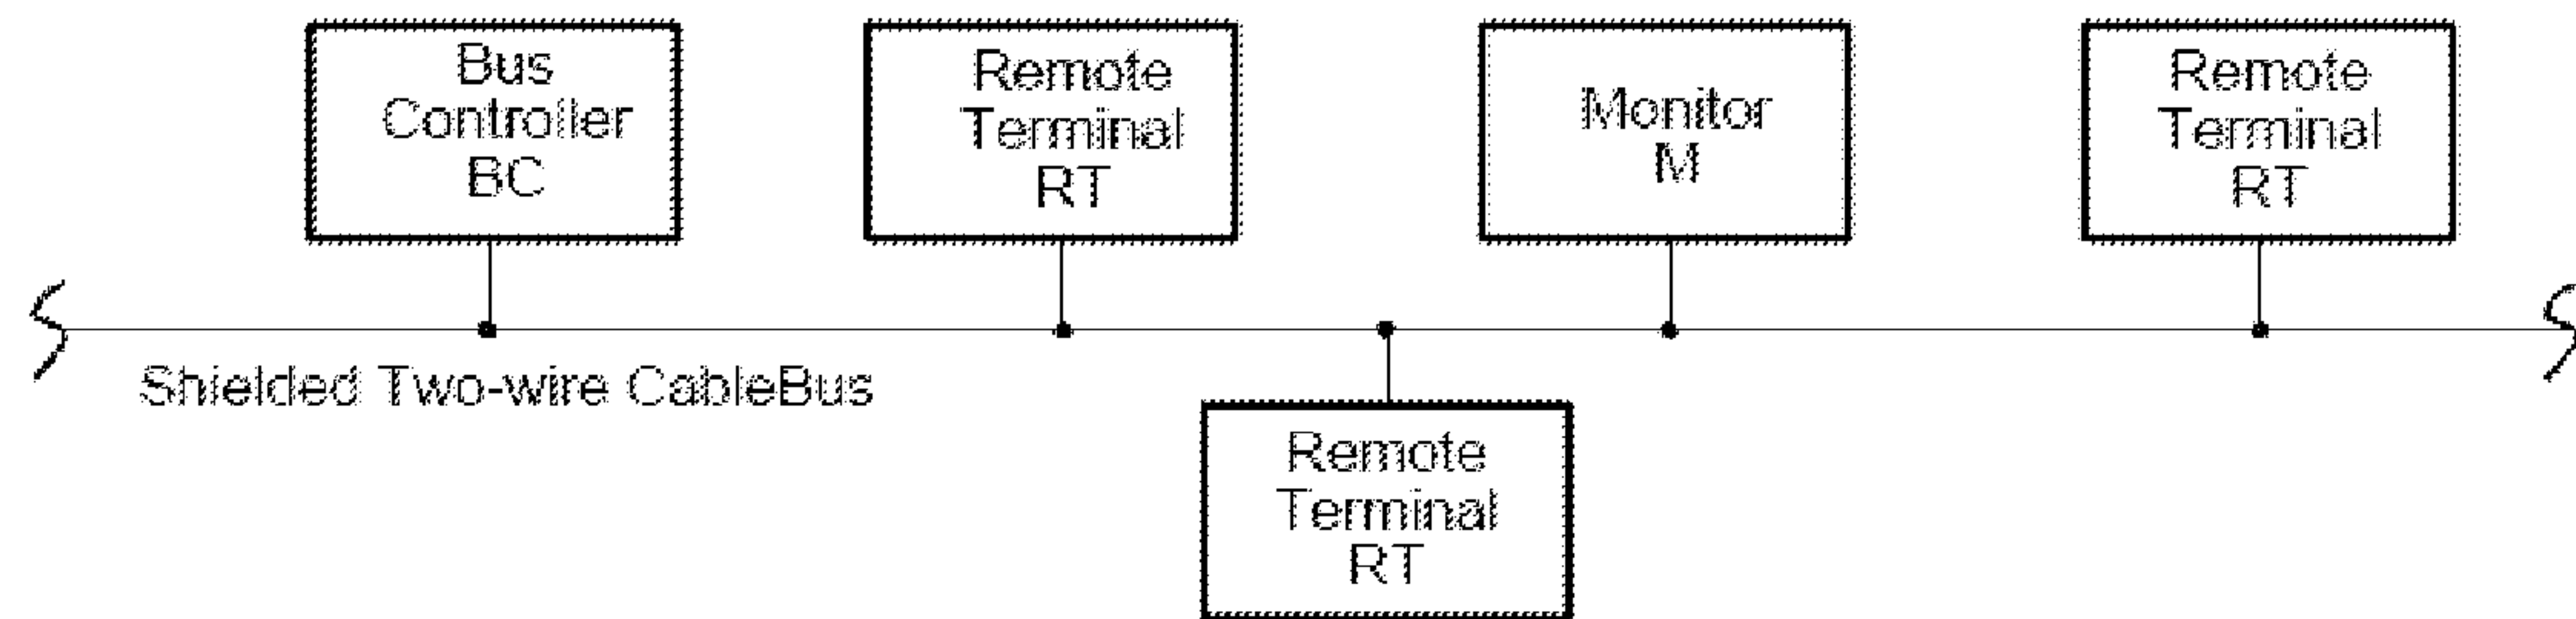 Bus
Controller
BC
Remote
Terminal
RT
Monitor
M
Remote
Terminal
RT
Shielded Two-wire CableBus
Remote
Terminal
RT